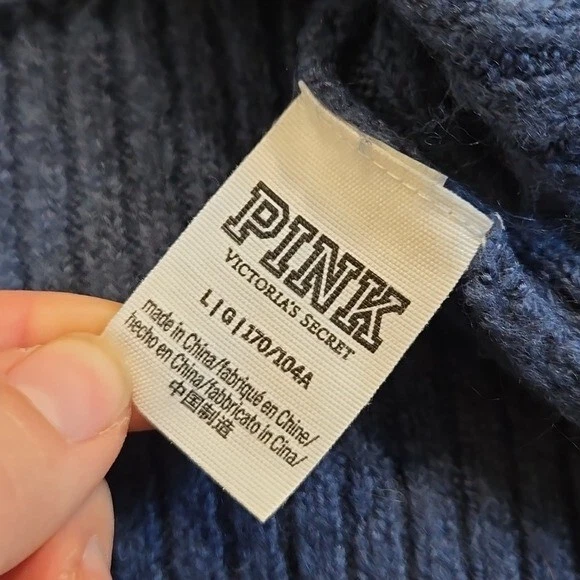 PINK
VICTORIA'S SECRET
L|G|170/104A
made in China/fabriqué en Chine/
hecho en China/fabbricato in Cina/
中国制造